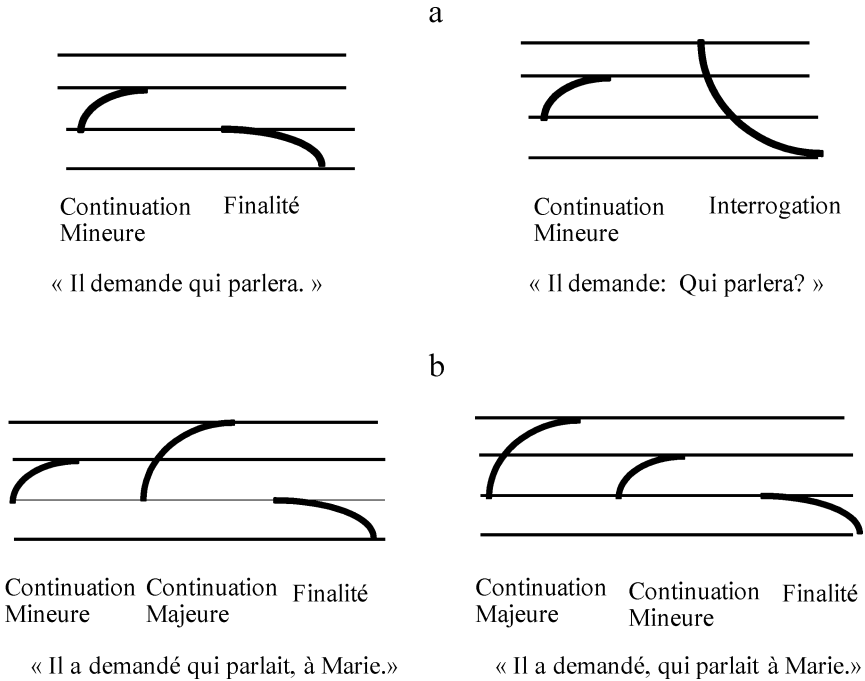 a
Continuation Mineure
Finalité
Continuation Mineure
Interrogation
« Il demande qui parlera. »
« Il demande: Qui parlera? »
b
Continuation Mineure
Continuation Majeure
Finalité
Continuation Majeure
Continuation Mineure
Finalité
« Il a demandé qui parlait, à Marie.»
« Il a demandé, qui parlait à Marie.»